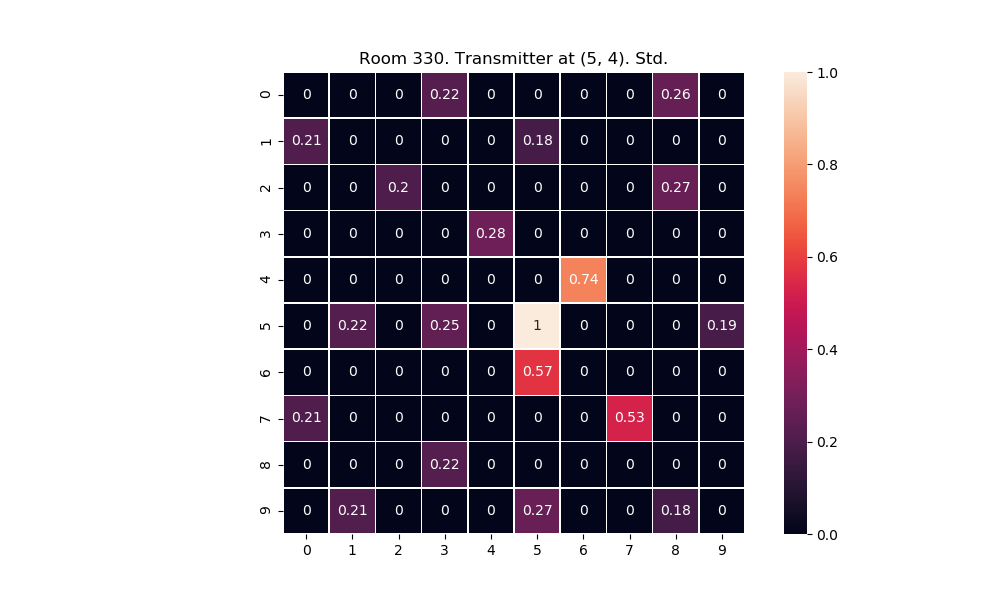 Room 330. Transmitter at (5, 4). Std.
0 0 0 0 0.22 0 0 0 0 0.26 0
1 0.21 0 0 0 0 0.18 0 0 0 0
2 0 0 0.2 0 0 0 0 0 0.27 0
3 0 0 0 0 0.28 0 0 0 0 0
4 0 0 0 0 0 0 0.74 0 0 0
5 0 0.22 0 0.25 0 1 0 0 0 0.19
6 0 0 0 0 0 0.57 0 0 0 0
7 0.21 0 0 0 0 0 0 0.53 0 0
8 0 0 0 0.22 0 0 0 0 0 0
9 0 0.21 0 0 0 0.27 0 0 0.18 0
0 1 2 3 4 5 6 7 8 9
1.0
0.8
0.6
0.4
0.2
0.0